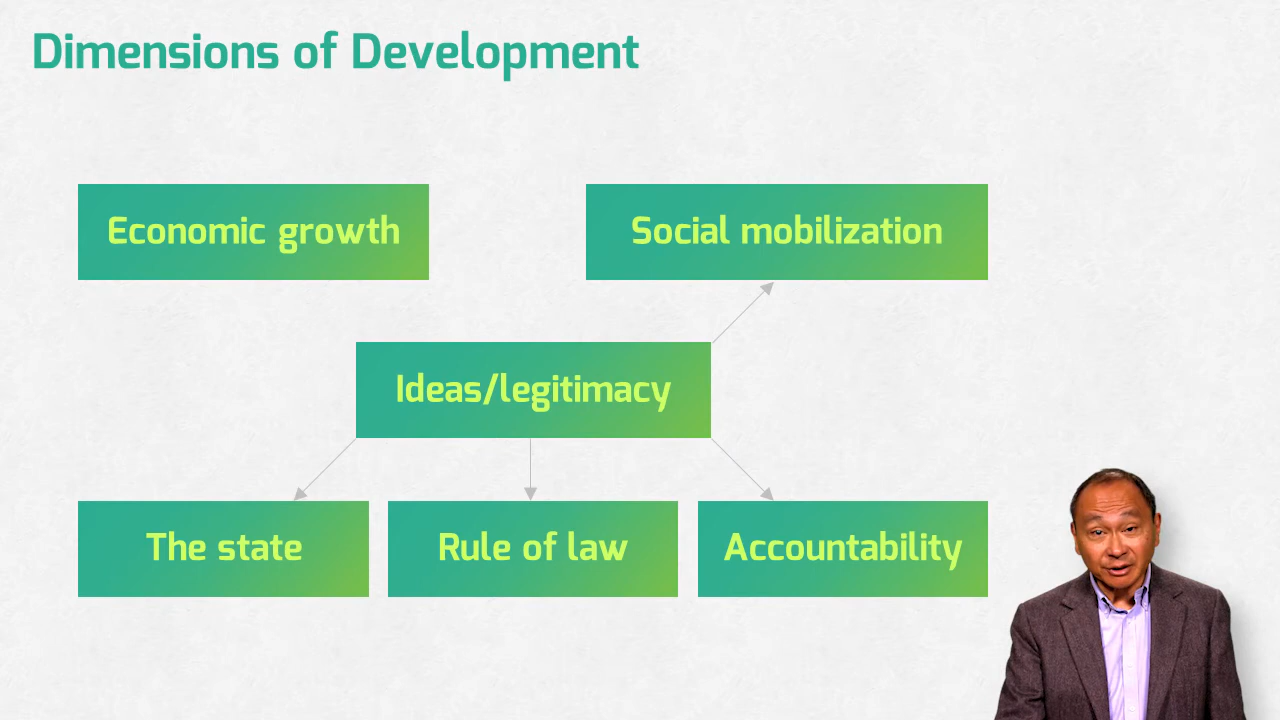 Dimensions of Development
Economic growth
Social mobilization
Ideas/legitimacy
The state
Rule of law
Accountability